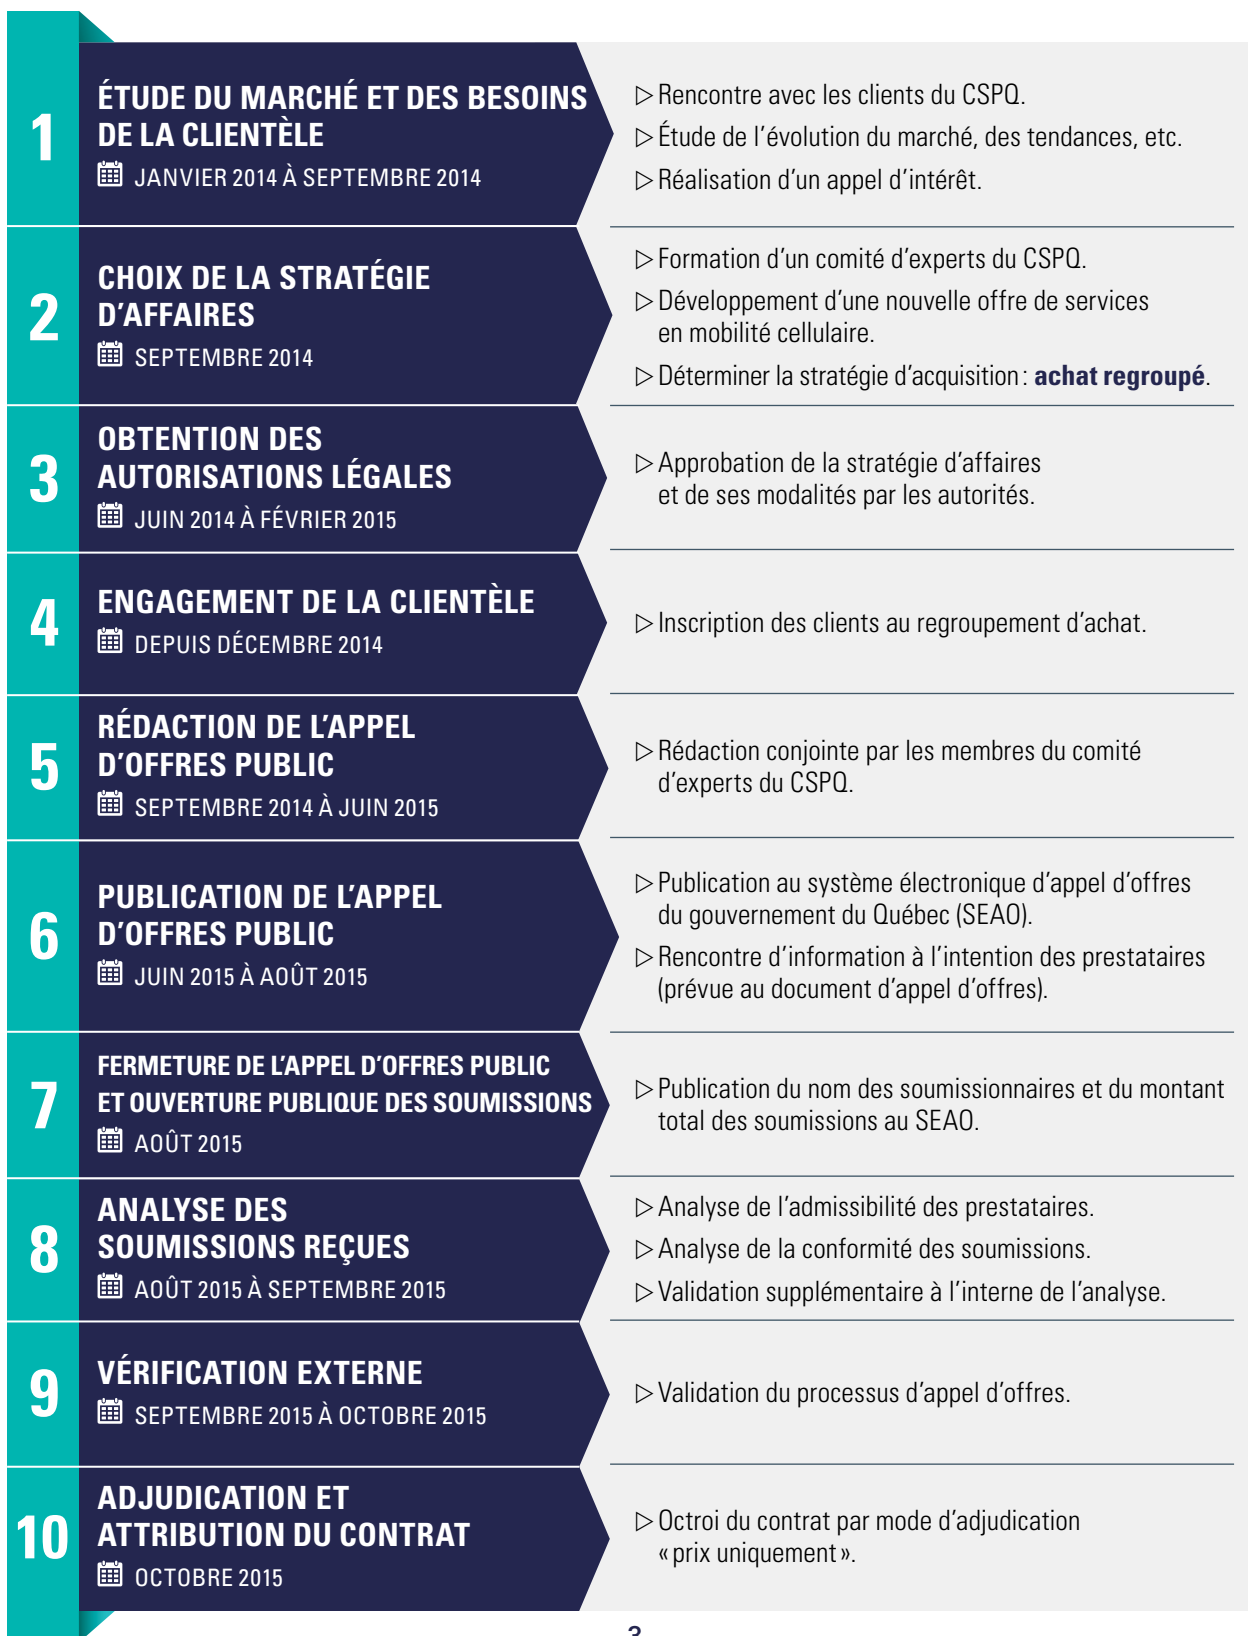 1
ÉTUDE DU MARCHÉ ET DES BESOINS
DE LA CLIENTÈLE
JANVIER 2014 À SEPTEMBRE 2014
▷ Rencontre avec les clients du CSPQ.
▷ Étude de l’évolution du marché, des tendances, etc.
▷ Réalisation d’un appel d’intérêt.
2
CHOIX DE LA STRATÉGIE
D’AFFAIRES
SEPTEMBRE 2014
▷ Formation d’un comité d’experts du CSPQ.
▷ Développement d’une nouvelle offre de services
en mobilité cellulaire.
▷ Déterminer la stratégie d’acquisition : achat regroupé.
3
OBTENTION DES
AUTORISATIONS LÉGALES
JUIN 2014 À FÉVRIER 2015
▷ Approbation de la stratégie d’affaires
et de ses modalités par les autorités.
4
ENGAGEMENT DE LA CLIENTÈLE
DEPUIS DÉCEMBRE 2014
▷ Inscription des clients au regroupement d’achat.
5
RÉDACTION DE L’APPEL
D’OFFRES PUBLIC
SEPTEMBRE 2014 À JUIN 2015
▷ Rédaction conjointe par les membres du comité
d’experts du CSPQ.
6
PUBLICATION DE L’APPEL
D’OFFRES PUBLIC
JUIN 2015 À AOÛT 2015
▷ Publication au système électronique d’appel d’offres
du gouvernement du Québec (SEAO).
▷ Rencontre d’information à l’intention des prestataires
(prévue au document d’appel d’offres).
7
FERMETURE DE L’APPEL D’OFFRES PUBLIC
ET OUVERTURE PUBLIQUE DES SOUMISSIONS
AOÛT 2015
▷ Publication du nom des soumissionnaires et du montant
total des soumissions au SEAO.
8
ANALYSE DES
SOUMISSIONS REÇUES
AOÛT 2015 À SEPTEMBRE 2015
▷ Analyse de l’admissibilité des prestataires.
▷ Analyse de la conformité des soumissions.
▷ Validation supplémentaire à l’interne de l’analyse.
9
VÉRIFICATION EXTERNE
SEPTEMBRE 2015 À OCTOBRE 2015
▷ Validation du processus d’appel d’offres.
10
ADJUDICATION ET
ATTRIBUTION DU CONTRAT
OCTOBRE 2015
▷ Octroi du contrat par mode d’adjudication
« prix uniquement ».
3